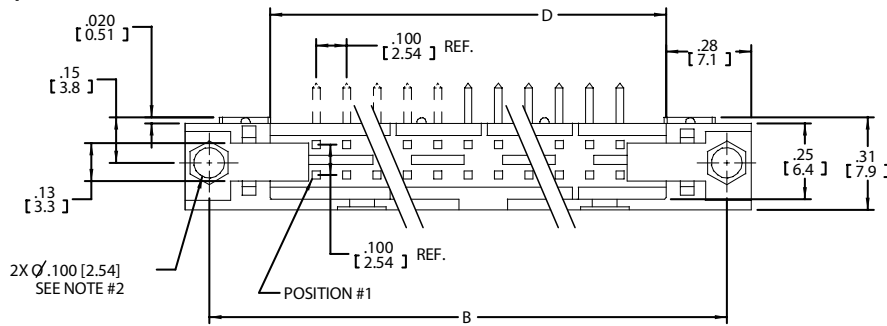 D
.020
[ 0.51 ]
.100
[ 2.54 ]
REF.
.28
[ 7.1 ]
.15
[ 3.8 ]
.13
[ 3.3 ]
.25
[ 6.4 ]
.31
[ 7.9 ]
.100
[ 2.54 ]
REF.
2X Ø .100 [2.54]
SEE NOTE #2
POSITION #1
B